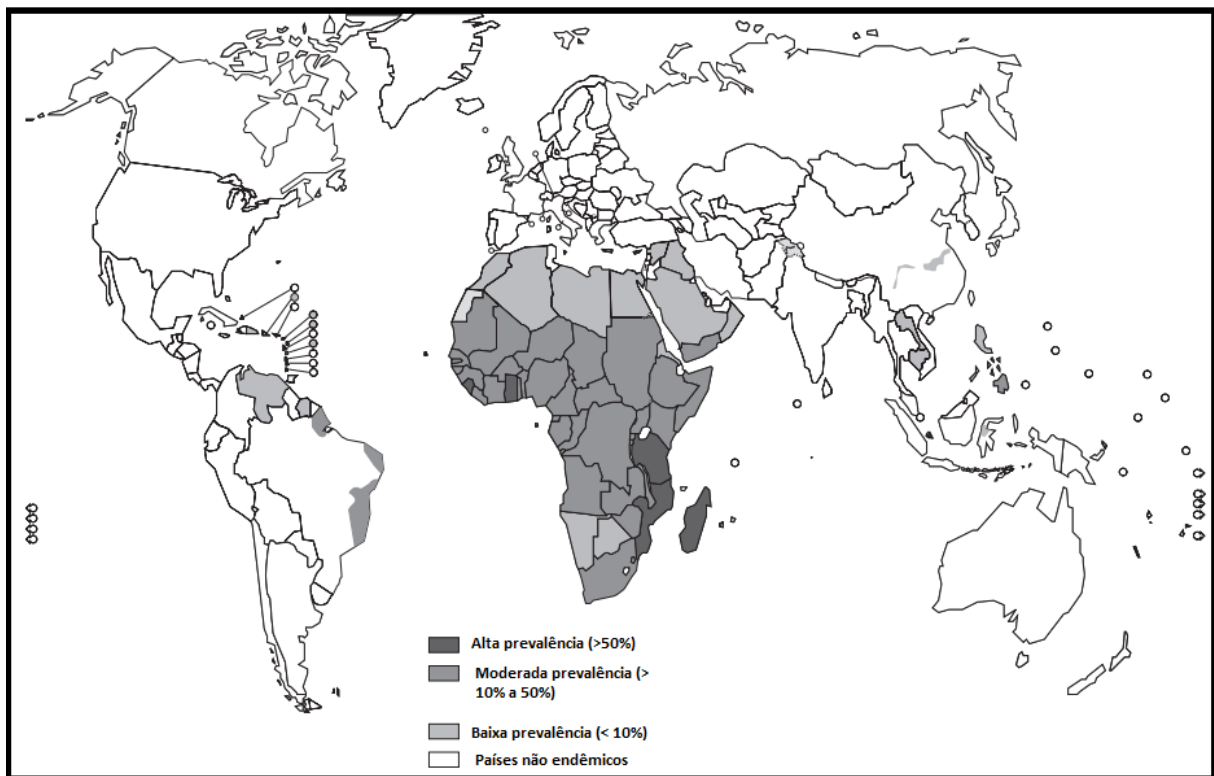 Alta prevalência (>50%)
Moderada prevalência (>
10% a 50%)
Baixa prevalência (< 10%)
Países não endêmicos